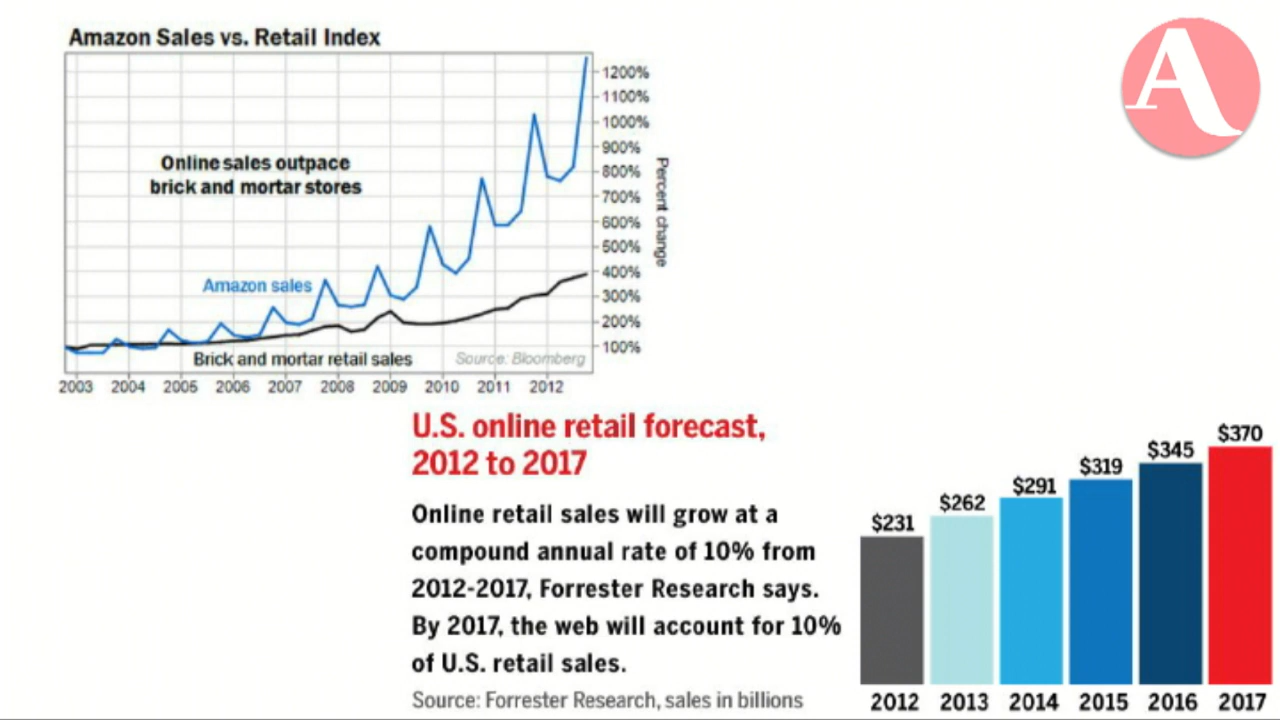 Amazon Sales vs. Retail Index
1200%
1100%
1000%
900%
800%
700%
600%
500%
400%
300%
200%
100%
Percent change
Online sales outpace
brick and mortar stores
Amazon sales
Brick and mortar retail sales
Source: Bloomberg
2003 2004 2005 2006 2007 2008 2009 2010 2011 2012
A
U.S. online retail forecast,
2012 to 2017
Online retail sales will grow at a
compound annual rate of 10% from
2012-2017, Forrester Research says.
By 2017, the web will account for 10%
of U.S. retail sales.
Source: Forrester Research, sales in billions
$231 $262 $291 $319 $345 $370
2012 2013 2014 2015 2016 2017